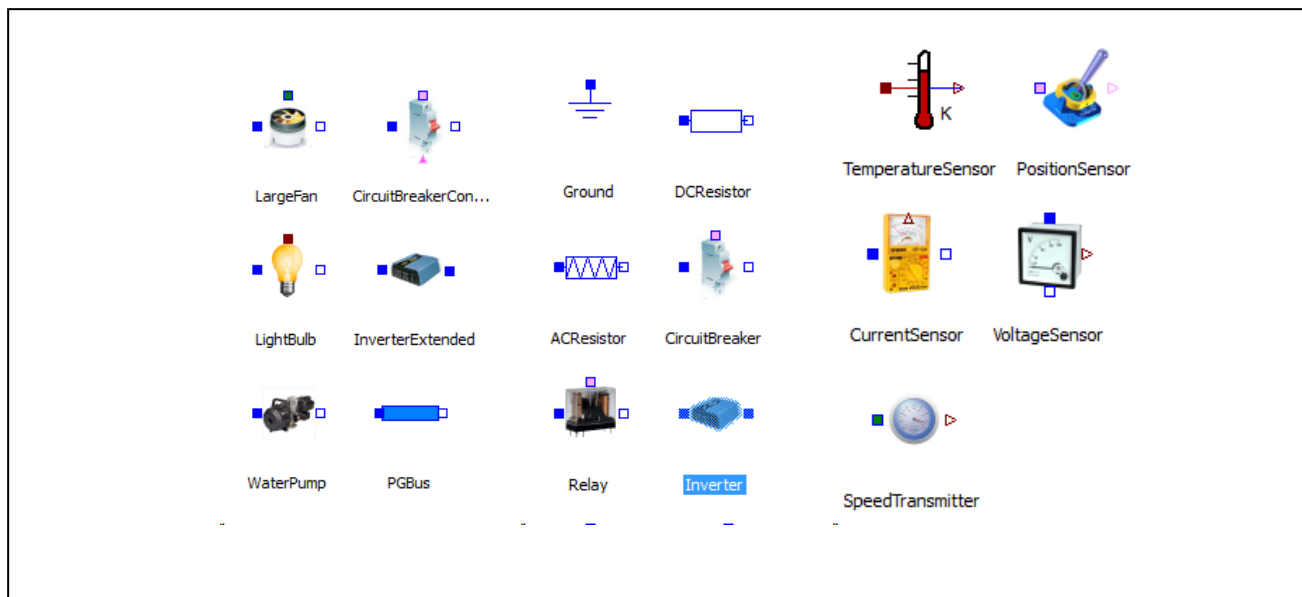 K
TemperatureSensor PositionSensor
LargeFan CircuitBreakerCon... Ground DCResistor
LightBulb InverterExtended ACResistor CircuitBreaker CurrentSensor VoltageSensor
WaterPump PGBus Relay Inverter
SpeedTransmitter